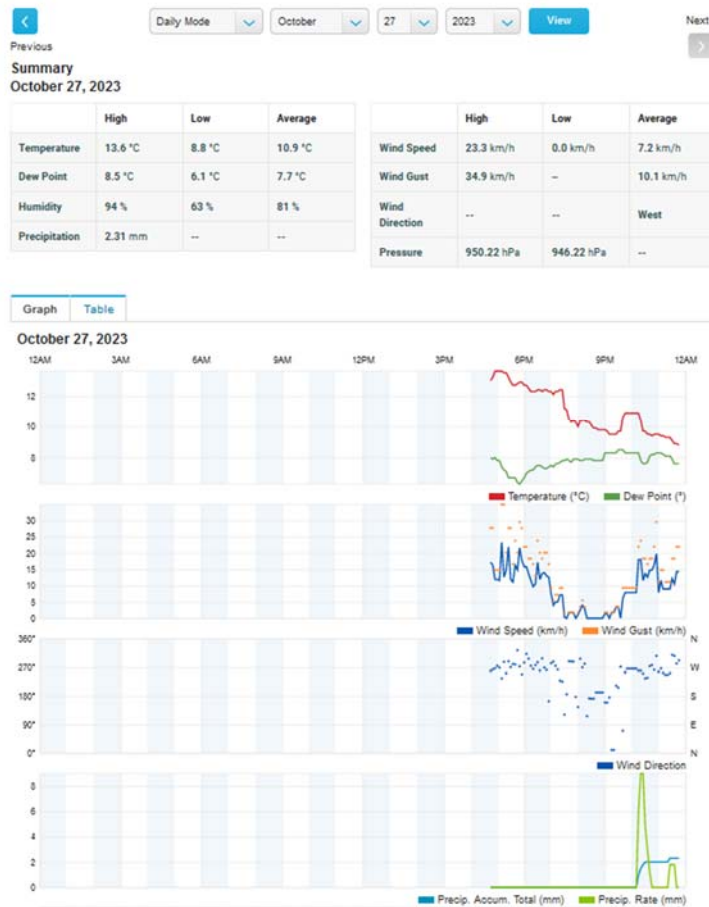 Daily Mode October 27 2023 View Next
Previous
Summary
October 27, 2023
High Low Average
Temperature 13.6 °C 8.8 °C 10.9 °C
Dew Point 8.5 °C 6.1 °C 7.7 °C
Humidity 94 % 63 % 81 %
Precipitation 2.31 mm -- --
High Low Average
Wind Speed 23.3 km/h 0.0 km/h 7.2 km/h
Wind Gust 34.9 km/h -- 10.1 km/h
Wind
Direction -- -- West
Pressure 950.22 hPa 946.22 hPa --
Graph Table
October 27, 2023
12AM 3AM 6AM 9AM 12PM 3PM 6PM 9PM 12AM
12
10
8
Temperature (°C) Dew Point (°)
30
25
20
15
10
5
0
Wind Speed (km/h) Wind Gust (km/h)
360° N
270° W
180° S
90° E
0° N
Wind Direction
8
6
4
2
0
Precip. Accum. Total (mm) Precip. Rate (mm)